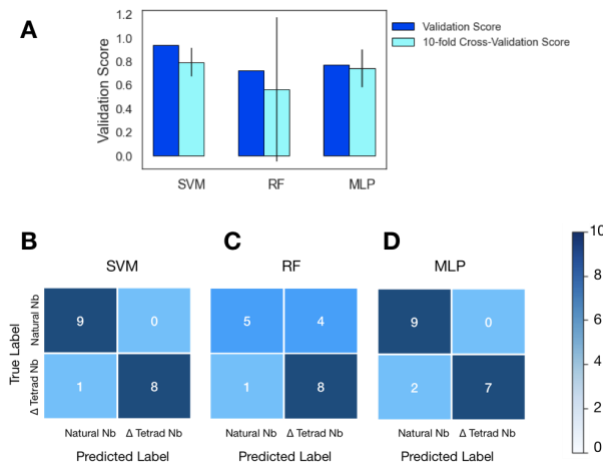 A
1.2
1.0
0.8
0.6
0.4
0.2
0.0
Validation Score
SVM RF MLP
Validation Score
10-fold Cross-Validation Score
B C D
SVM RF MLP
10
8
6
4
2
0
True Label
Natural Nb
Δ Tetrad Nb
9 0
1 8
5 4
1 8
9 0
2 7
Natural Nb Δ Tetrad Nb Natural Nb Δ Tetrad Nb Natural Nb Δ Tetrad Nb
Predicted Label Predicted Label Predicted Label